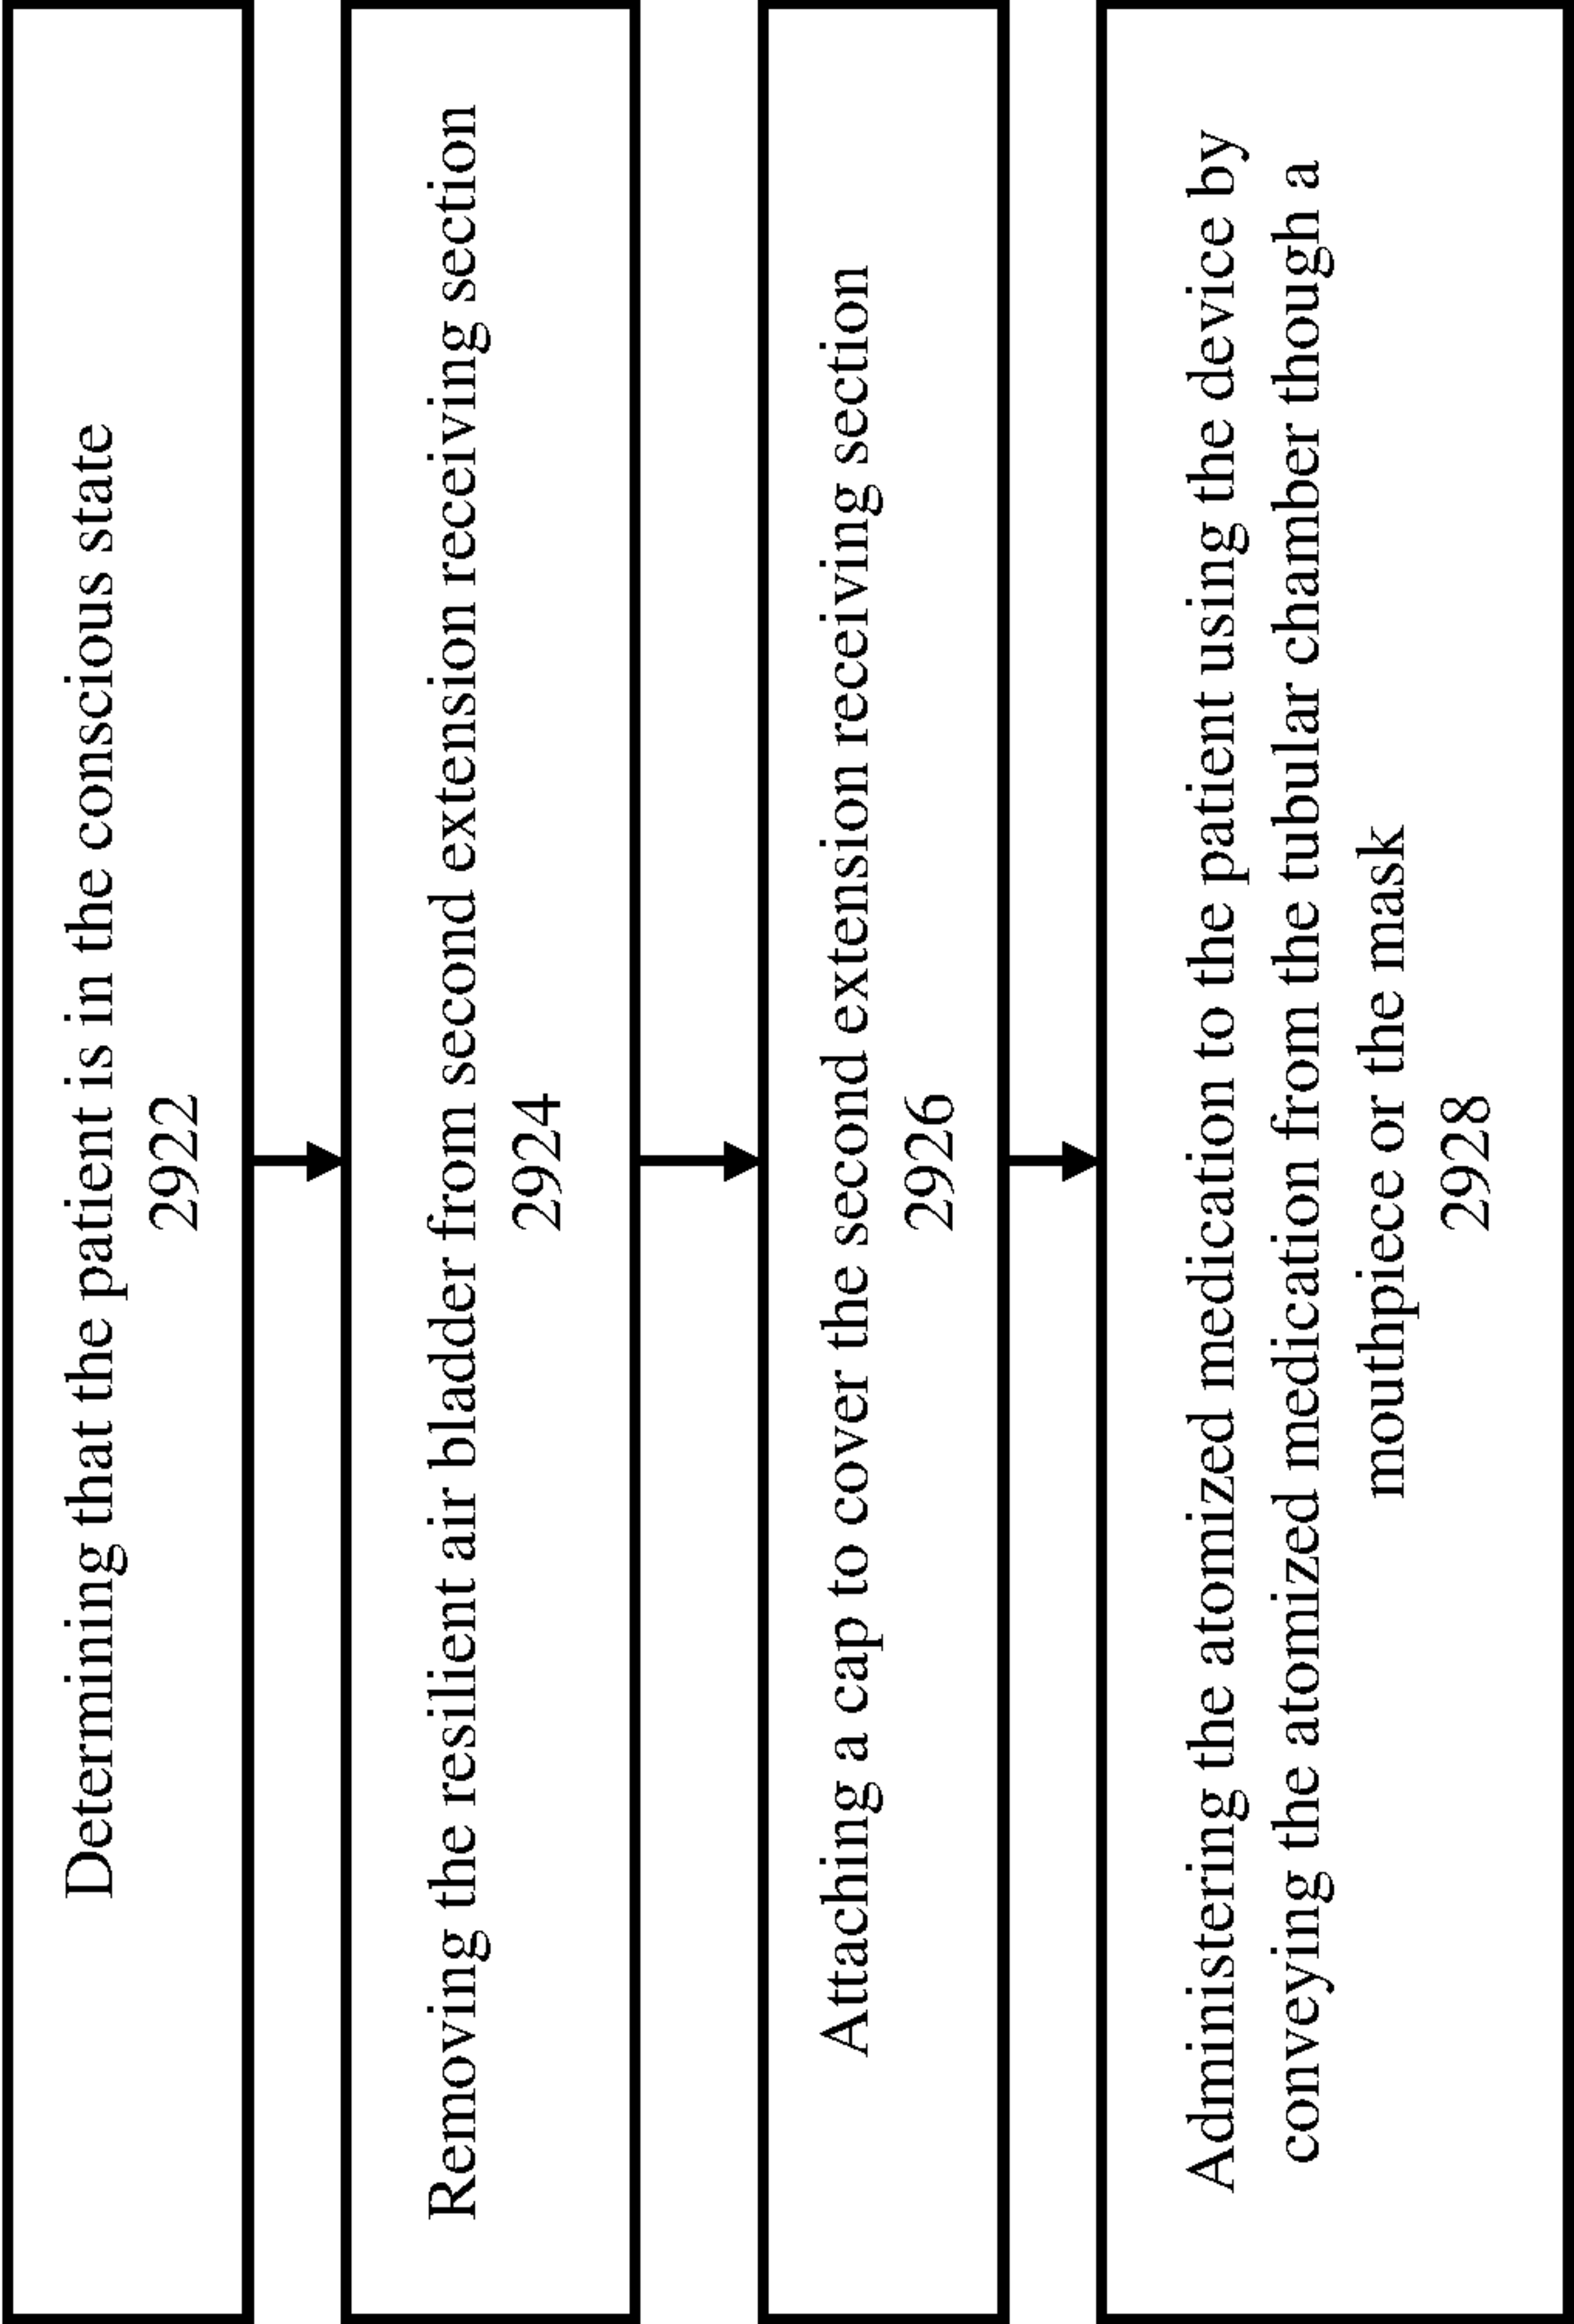 Determining that the patient is in the conscious state
2922
Removing the resilient air bladder from second extension receiving section
2924
Attaching a cap to cover the second extension receiving section
2926
Administering the atomized medication to the patient using the device by
conveying the atomized medication from the tubular chamber though a
mouthpiece or the mask
2928